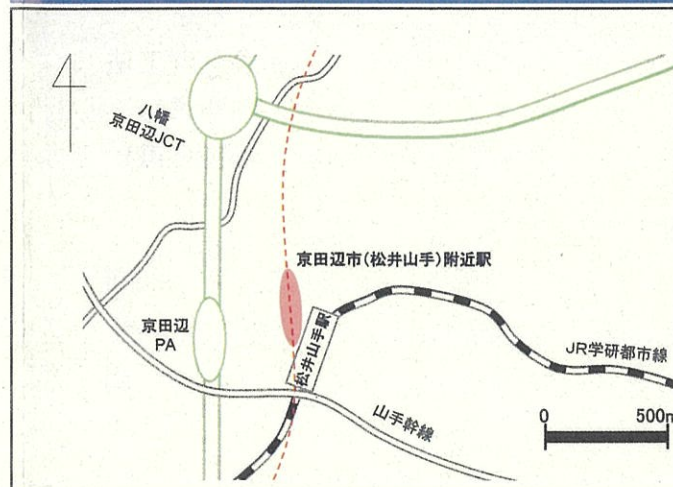 八幡
京田辺JCT
京田辺市(松井山手)附近駅
京田辺
PA
松井山手駅
JR学研都市線
山手幹線
0 500m